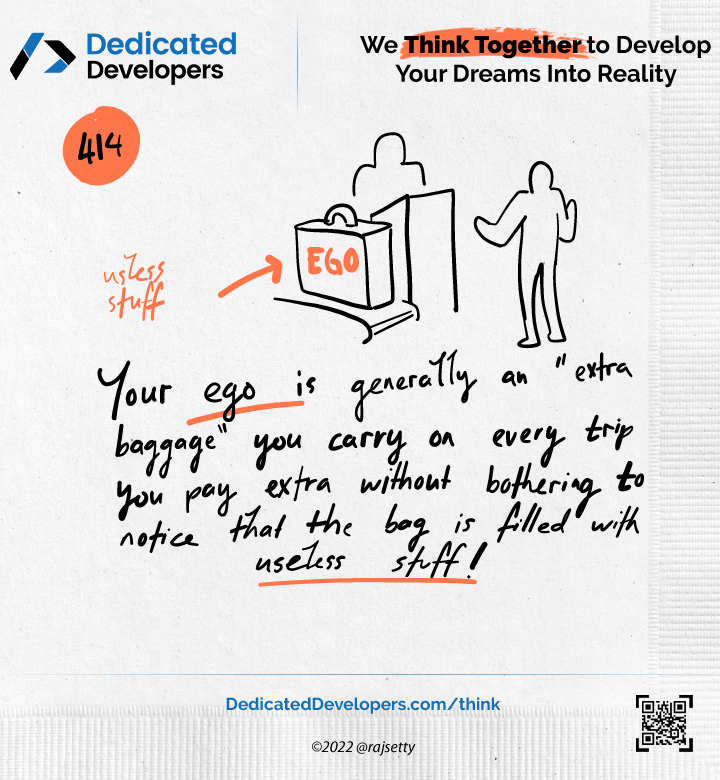 Dedicated
Developers
We Think Together to Develop
Your Dreams Into Reality
414
EGO
usless
stuff
Your ego is generally an "extra
baggage" you carry on every trip
you pay extra without bothering to
notice that the bag is filled with
useless stuff!
DedicatedDevelopers.com/think
©2022 @rajsetty